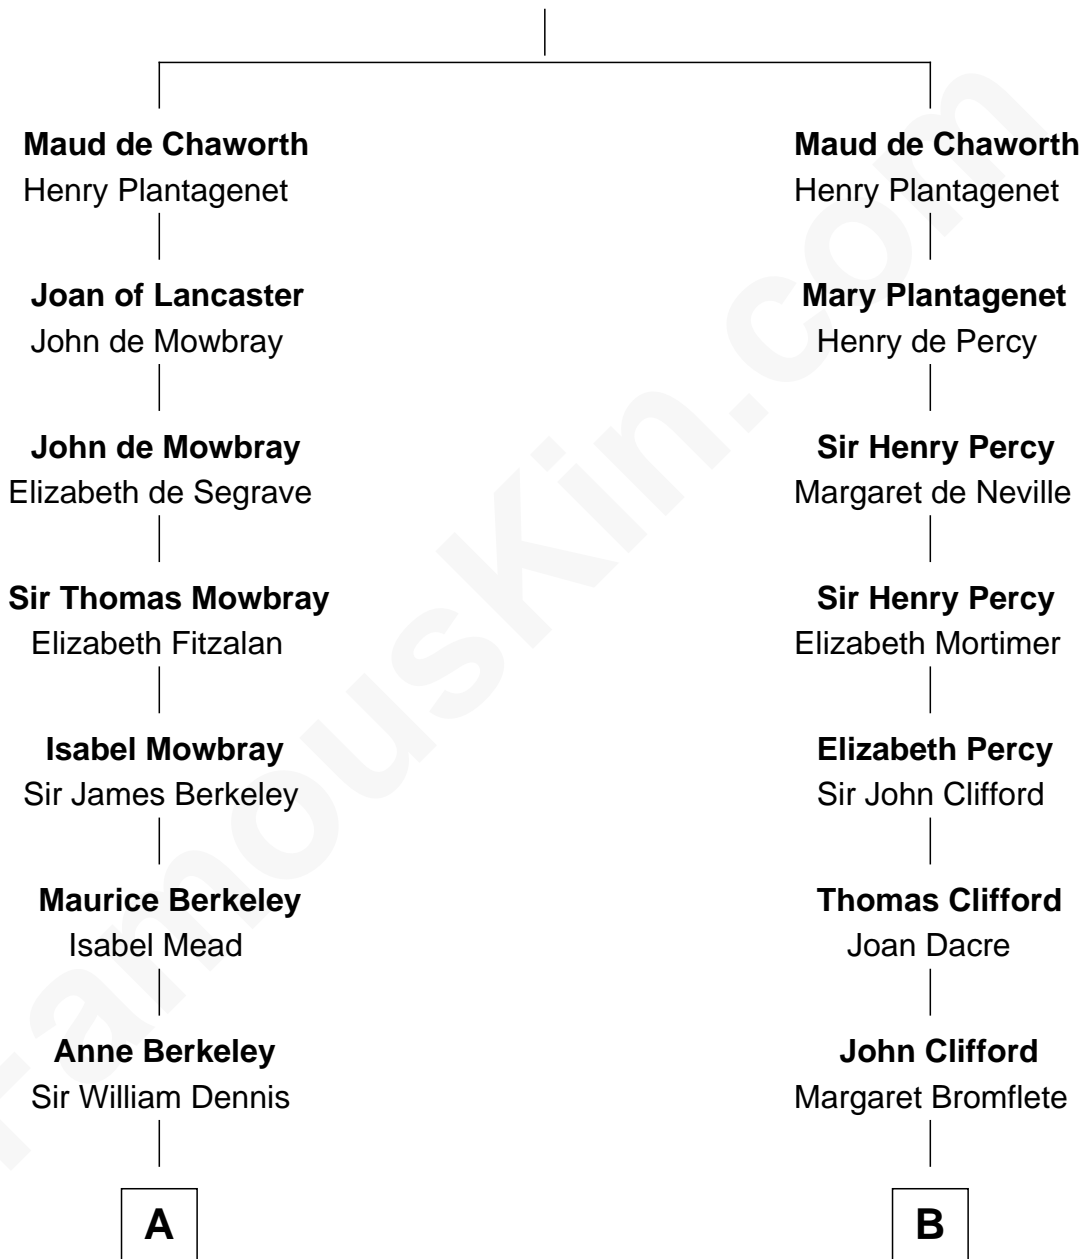 Maud de Chaworth
Henry Plantagenet
Joan of Lancaster
John de Mowbray
John de Mowbray
Elizabeth de Segrave
Sir Thomas Mowbray
Elizabeth Fitzalan
Isabel Mowbray
Sir James Berkeley
Maurice Berkeley
Isabel Mead
Anne Berkeley
Sir William Dennis
A
Maud de Chaworth
Henry Plantagenet
Mary Plantagenet
Henry de Percy
Sir Henry Percy
Margaret de Neville
Sir Henry Percy
Elizabeth Mortimer
Elizabeth Percy
Sir John Clifford
Thomas Clifford
Joan Dacre
John Clifford
Margaret Bromflete
B
FamousKin.com